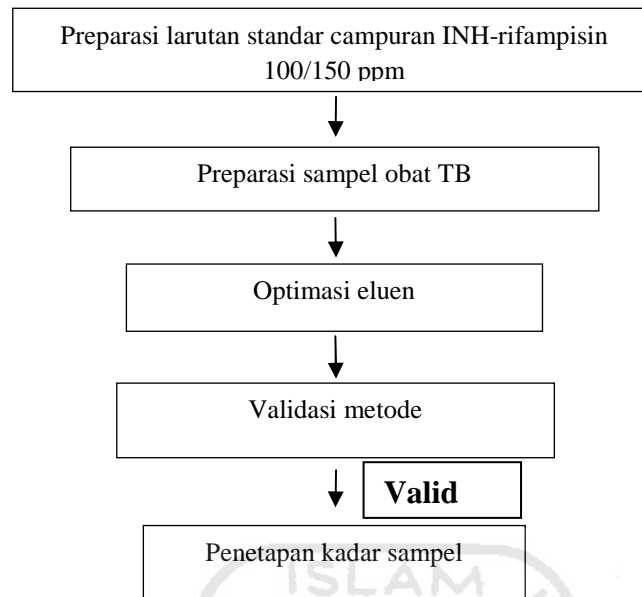 Preparasi larutan standar campuran INH-rifampisin
100/150 ppm
Preparasi sampel obat TB
Optimasi eluen
Validasi metode
Valid
Penetapan kadar sampel
ISLAM